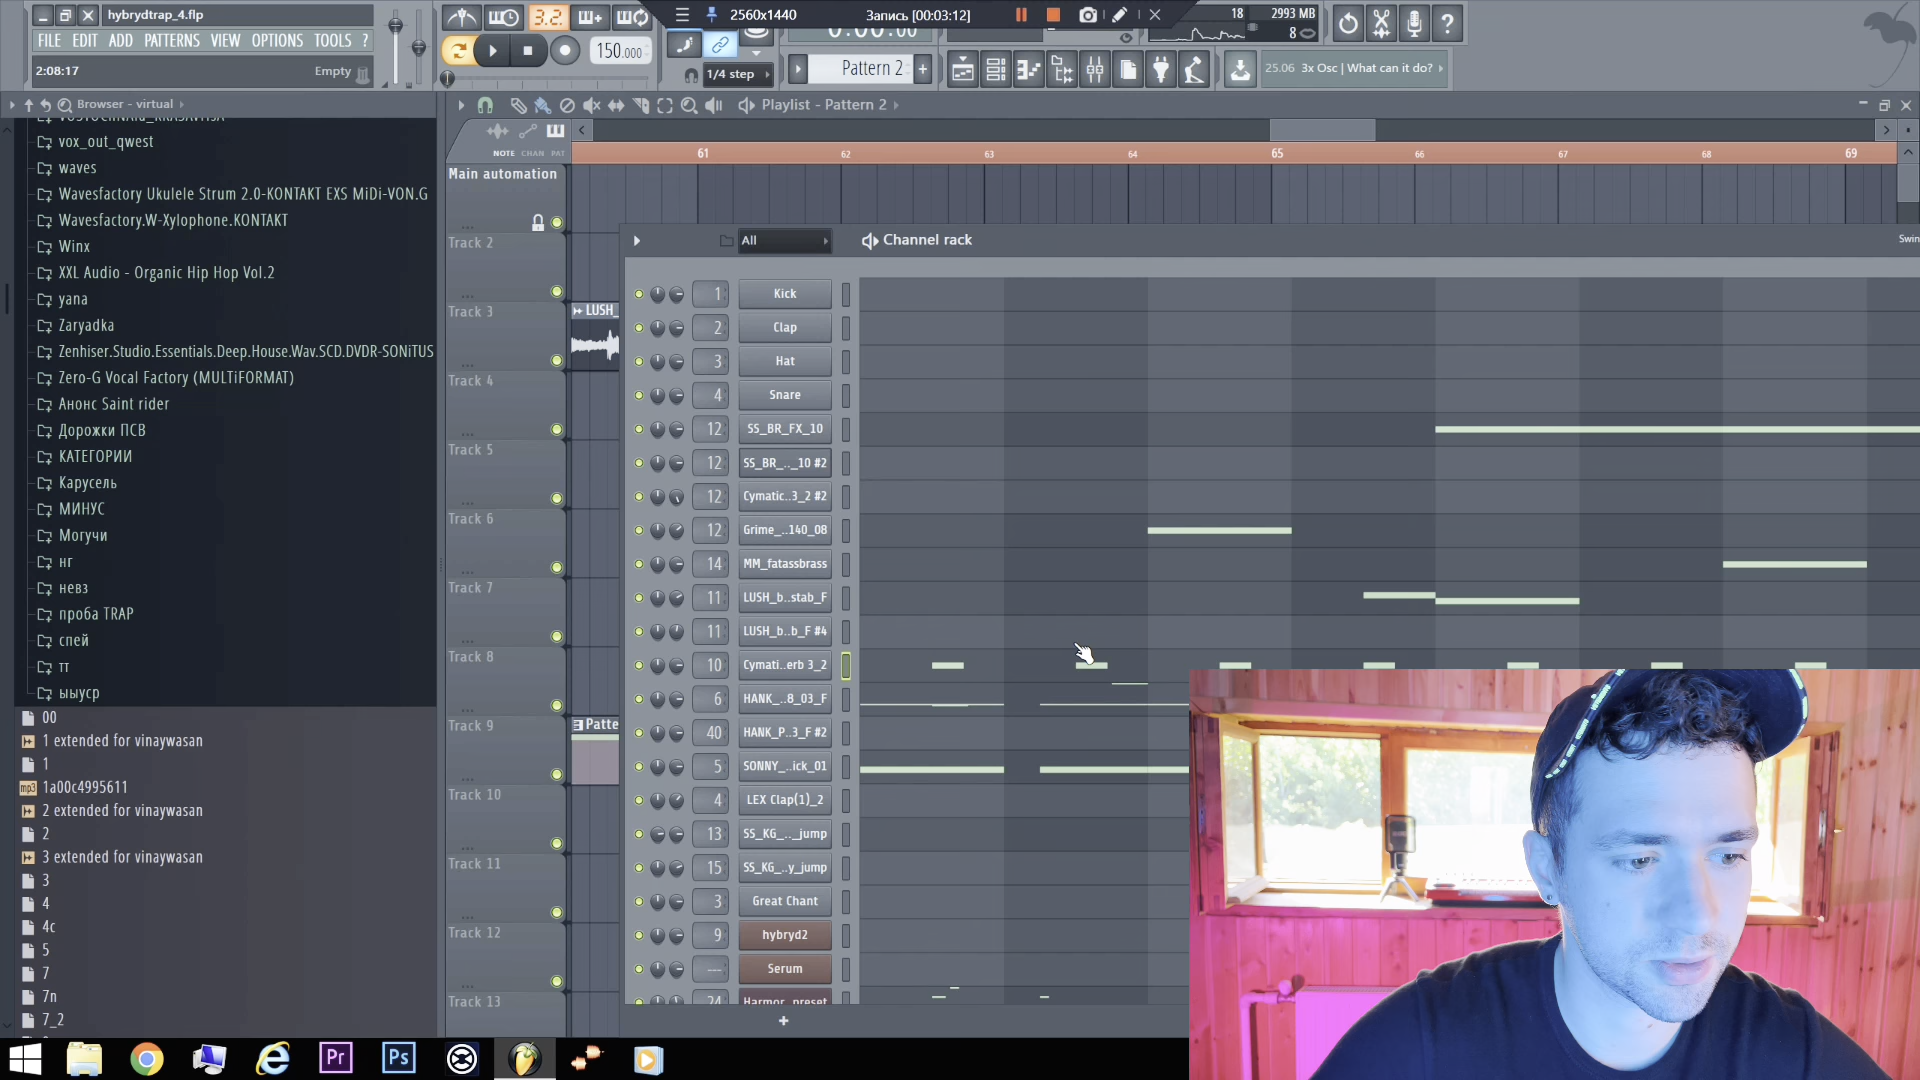 hybrydtrap_4.flp
FILE EDIT ADD PATTERNS VIEW OPTIONS TOOLS ?
2:08:17 Empty
3.2.
150.000
2560x1440
Запись [00:03:12]
1/4 step
Pattern 2
18
2993 MB
8
25.06 3x Osc | What can it do?
Browser - virtual
vox_out_qwest
waves
Wavesfactory Ukulele Strum 2.0-KONTAKT EXS MiDi-VON.G
Wavesfactory.W-Xylophone.KONTAKT
Winx
XXL Audio - Organic Hip Hop Vol.2
yana
Zaryadka
Zenhiser.Studio.Essentials.Deep.House.Wav.SCD.DVDR-SONiTUS
Zero-G Vocal Factory (MULTiFORMAT)
Анонс Saint rider
Дорожки ПСВ
КАТЕГОРИИ
Карусель
МИНУС
Могучи
нг
невз
проба TRAP
спей
тт
ыыуср
00
1 extended for vinaywasan
1
mp3 1a00c4995611
2 extended for vinaywasan
2
3 extended for vinaywasan
3
4
4c
5
7
7n
7_2
Playlist - Pattern 2
NOTE CHAN PAT
61 62 63 64 65 66 67 68 69
Main automation
Track 2
Track 3
LUSH_
Track 4
Track 5
Track 6
Track 7
Track 8
Track 9
Patte
Track 10
Track 11
Track 12
Track 13
All
Channel rack
Swin
1 Kick
2 Clap
3 Hat
4 Snare
12 SS_BR_FX_10
12 SS_BR_.._10 #2
12 Cymatic..3_2 #2
12 Grime_...140_08
14 MM_fatassbrass
11 LUSH_b..stab_F
11 LUSH_b..b_F #4
10 Cymati..erb 3_2
6 HANK_..8_03_F
40 HANK_P..3_F #2
5 SONNY_..ick_01
4 LEX Clap(1)_2
13 SS_KG_.._jump
15 SS_KG_..y_jump
3 Great Chant
9 hybryd2
--- Serum
24 Harmor_preset
+
Pr
Ps